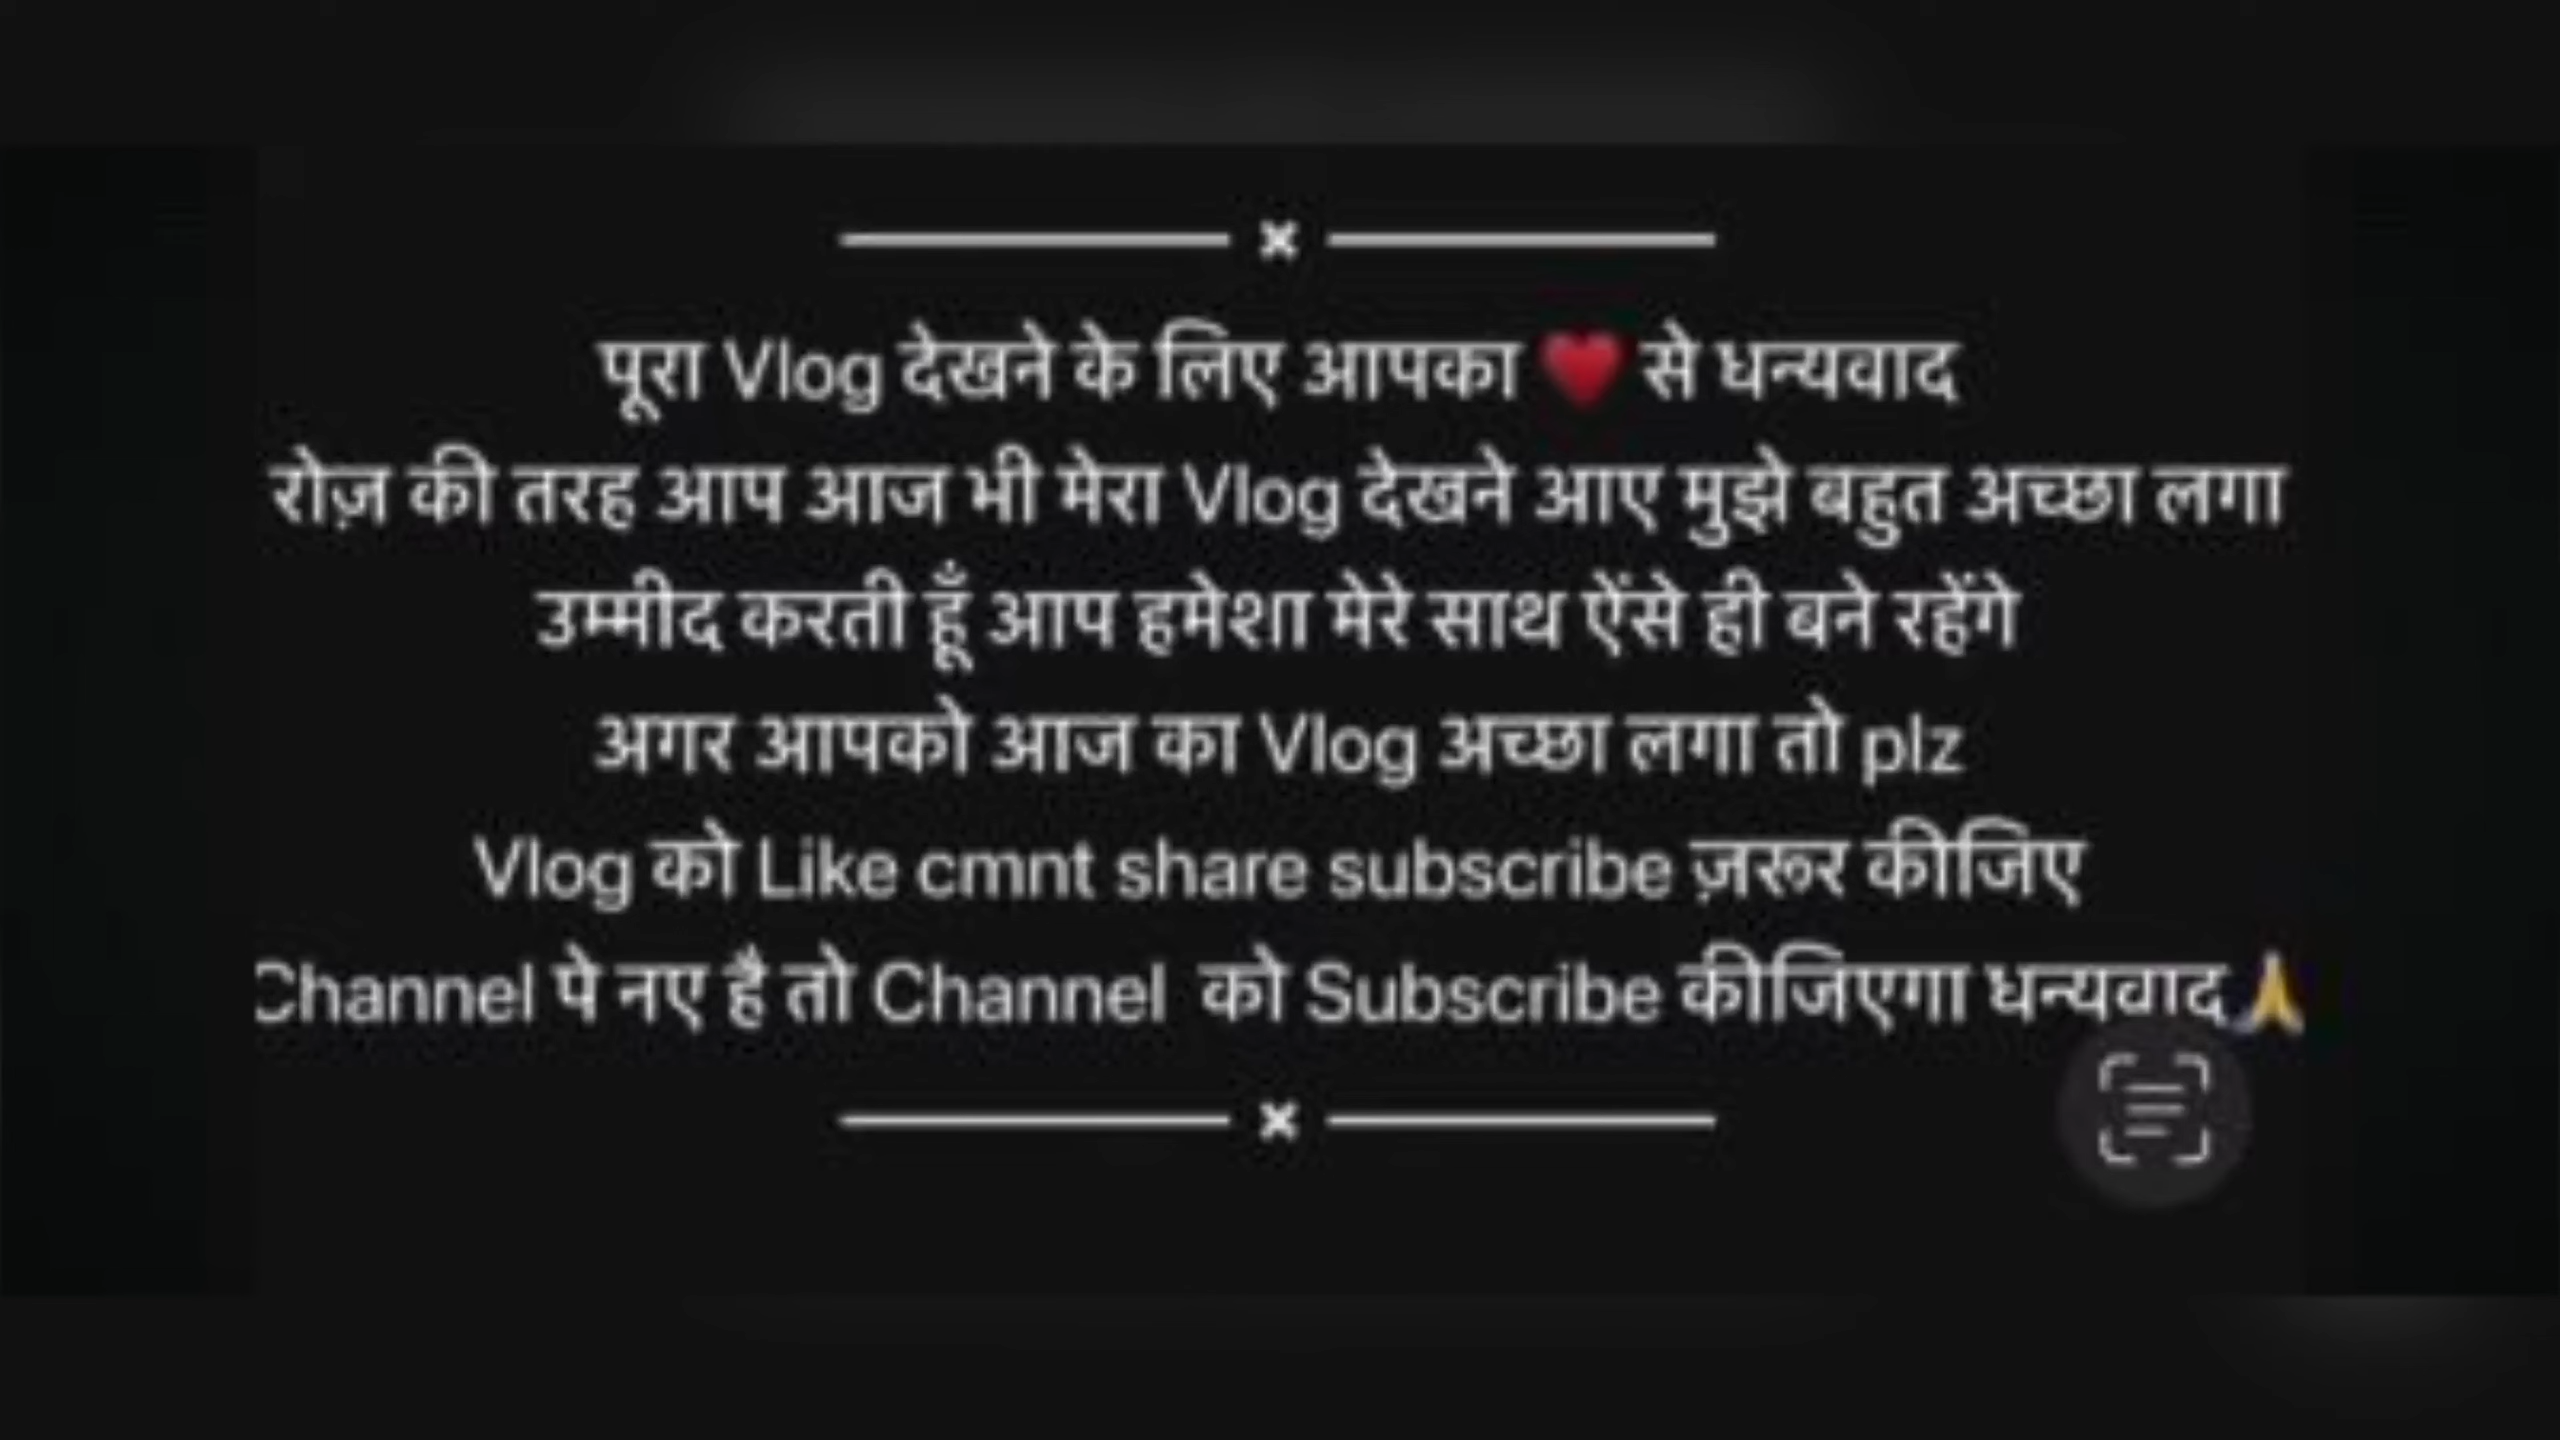 पूरा Vlog देखने के लिए आपका ♥️ से धन्यवाद
रोज़ की तरह आप आज भी मेरा Vlog देखने आए मुझे बहुत अच्छा लगा
उम्मीद करती हूँ आप हमेशा मेरे साथ ऐंसे ही बने रहेंगे
अगर आपको आज का Vlog अच्छा लगा तो plz
Vlog को Like cmnt share subscribe ज़रूर कीजिए
Channel पे नए है तो Channel को Subscribe कीजिएगा धन्यवाद🙏